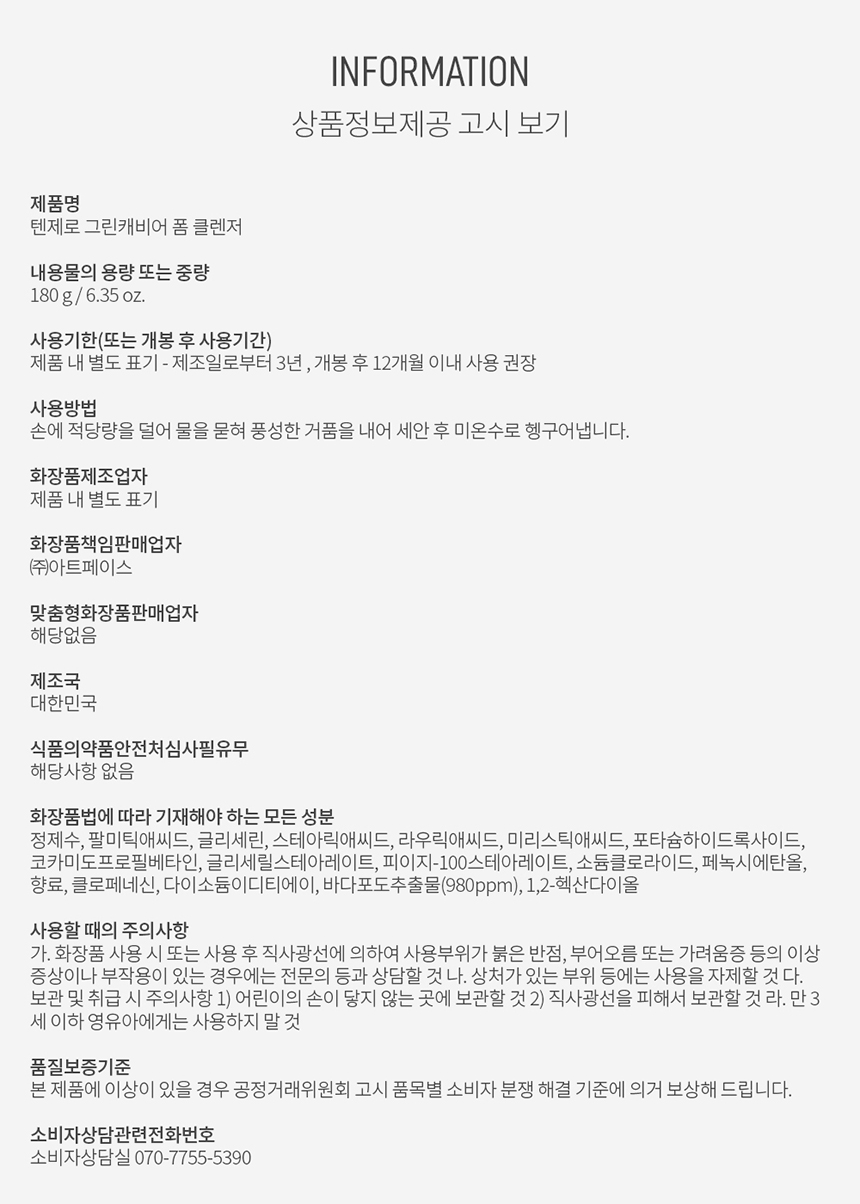 INFORMATION
상품정보제공 고시 보기
제품명
텐제로 그린캐비어 폼 클렌저
내용물의 용량 또는 중량
180 g / 6.35 oz.
사용기한(또는 개봉 후 사용기간)
제품 내 별도 표기 - 제조일로부터 3년 , 개봉 후 12개월 이내 사용 권장
사용방법
손에 적당량을 덜어 물을 묻혀 풍성한 거품을 내어 세안 후 미온수로 헹구어냅니다.
화장품제조업자
제품 내 별도 표기
화장품책임판매업자
㈜아트페이스
맞춤형화장품판매업자
해당없음
제조국
대한민국
식품의약품안전처심사필유무
해당사항 없음
화장품법에 따라 기재해야 하는 모든 성분
정제수, 팔미틱애씨드, 글리세린, 스테아릭애씨드, 라우릭애씨드, 미리스틱애씨드, 포타슘하이드록사이드,
코카미도프로필베타인, 글리세릴스테아레이트, 피이지-100스테아레이트, 소듐클로라이드, 페녹시에탄올,
향료, 클로페네신, 다이소듐이디티에이, 바다포도추출물(980ppm), 1,2-헥산다이올
사용할 때의 주의사항
가. 화장품 사용 시 또는 사용 후 직사광선에 의하여 사용부위가 붉은 반점, 부어오름 또는 가려움증 등의 이상
증상이나 부작용이 있는 경우에는 전문의 등과 상담할 것 나. 상처가 있는 부위 등에는 사용을 자제할 것 다.
보관 및 취급 시 주의사항 1) 어린이의 손이 닿지 않는 곳에 보관할 것 2) 직사광선을 피해서 보관할 것 라. 만 3
세 이하 영유아에게는 사용하지 말 것
품질보증기준
본 제품에 이상이 있을 경우 공정거래위원회 고시 품목별 소비자 분쟁 해결 기준에 의거 보상해 드립니다.
소비자상담관련전화번호
소비자상담실 070-7755-5390